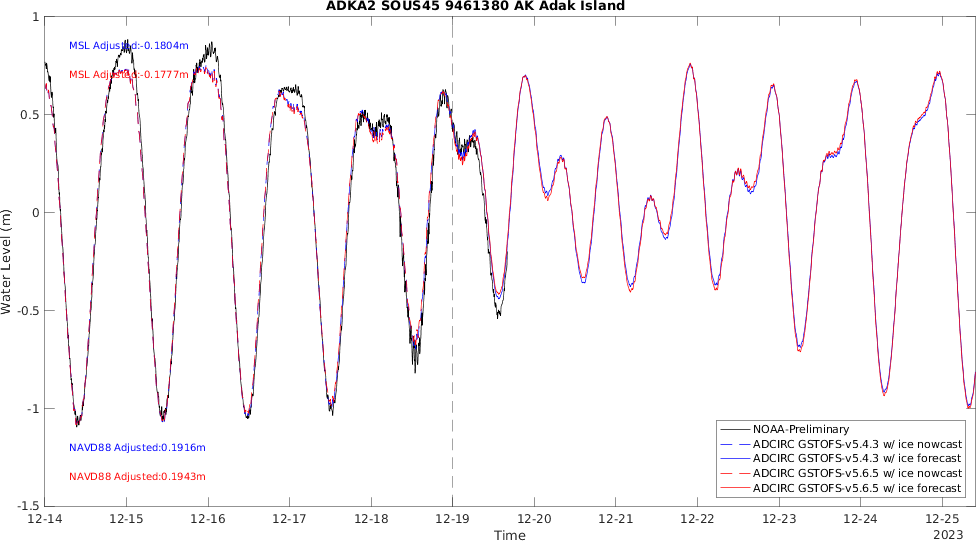 ADKA2 SOUS45 9461380 AK Adak Island
1
0.5
0
-0.5
-1
-1.5
Water Level (m)
MSL Adjusted:-0.1804m
MSL Adjusted:-0.1777m
NAVD88 Adjusted:0.1916m
NAVD88 Adjusted:0.1943m
NOAA-Preliminary
ADCIRC GSTOFS-v5.4.3 w/ ice nowcast
ADCIRC GSTOFS-v5.4.3 w/ ice forecast
ADCIRC GSTOFS-v5.6.5 w/ ice nowcast
ADCIRC GSTOFS-v5.6.5 w/ ice forecast
12-14 12-15 12-16 12-17 12-18 12-19 12-20 12-21 12-22 12-23 12-24 12-25
Time
2023